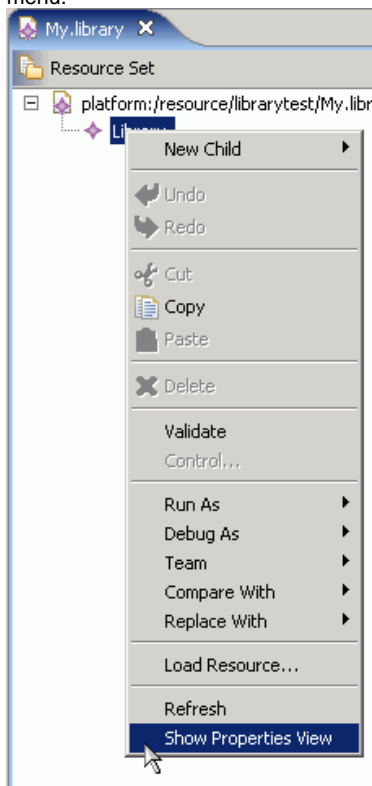 menu.
My.library
Resource Set
platform:/resource/librarytest/My.libr
New Child
Undo
Redo
Cut
Copy
Paste
Delete
Validate
Control...
Run As
Debug As
Team
Compare With
Replace With
Load Resource...
Refresh
Show Properties View